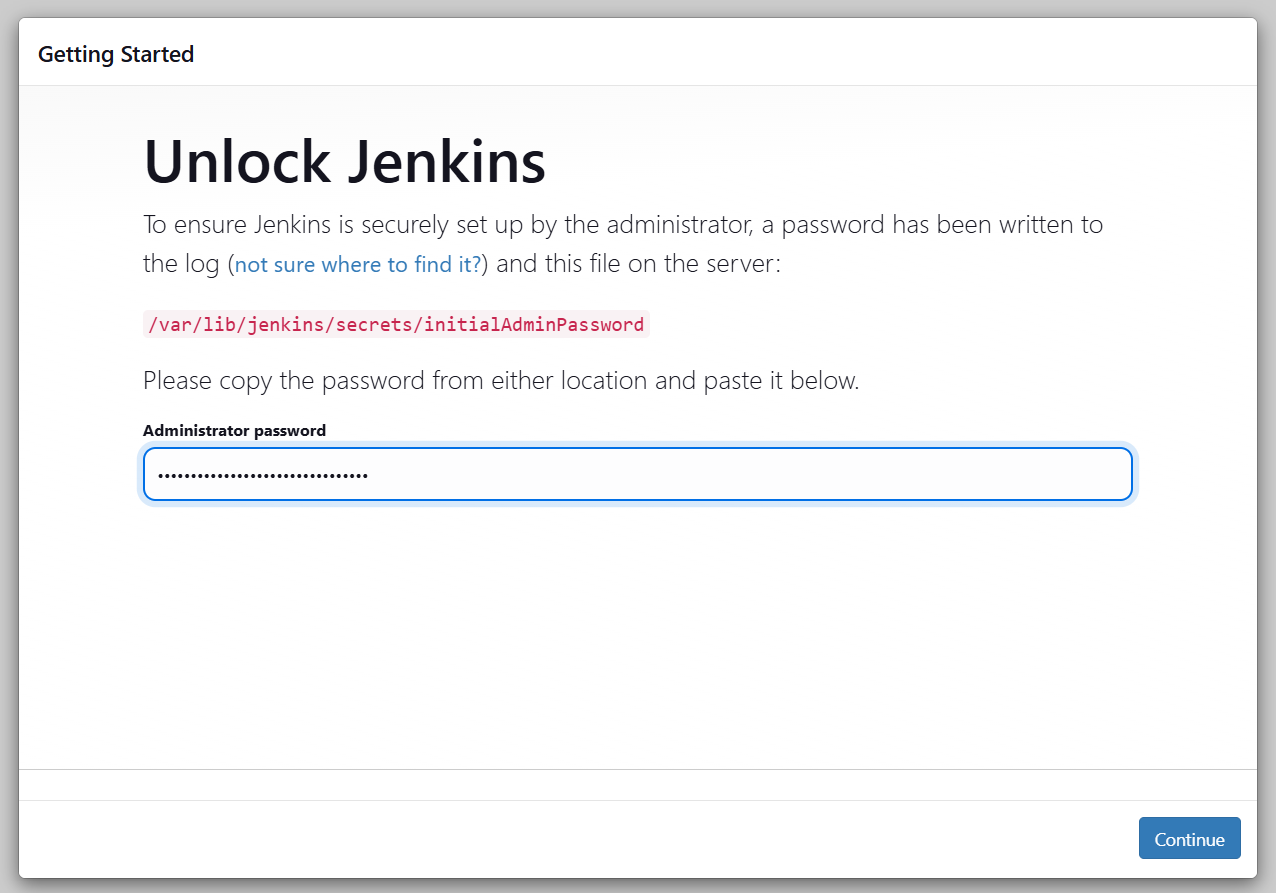 Getting Started
Unlock Jenkins
To ensure Jenkins is securely set up by the administrator, a password has been written to
the log (not sure where to find it?) and this file on the server:
/var/lib/jenkins/secrets/initialAdminPassword
Please copy the password from either location and paste it below.
Administrator password
••••••••••••••••••••••••••••••••
Continue